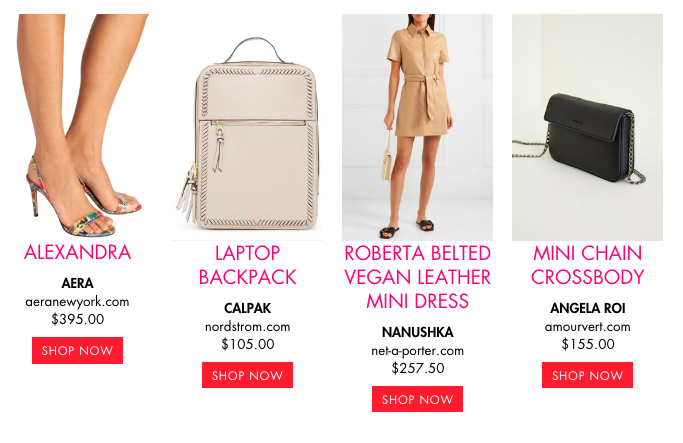 ALEXANDRA
AERA
aeranewyork.com
$395.00
SHOP NOW
LAPTOP
BACKPACK
CALPAK
nordstrom.com
$105.00
SHOP NOW
ROBERTA BELTED
VEGAN LEATHER
MINI DRESS
NANUSHKA
net-a-porter.com
$257.50
SHOP NOW
MINI CHAIN
CROSSBODY
ANGELA ROI
amourvert.com
$155.00
SHOP NOW